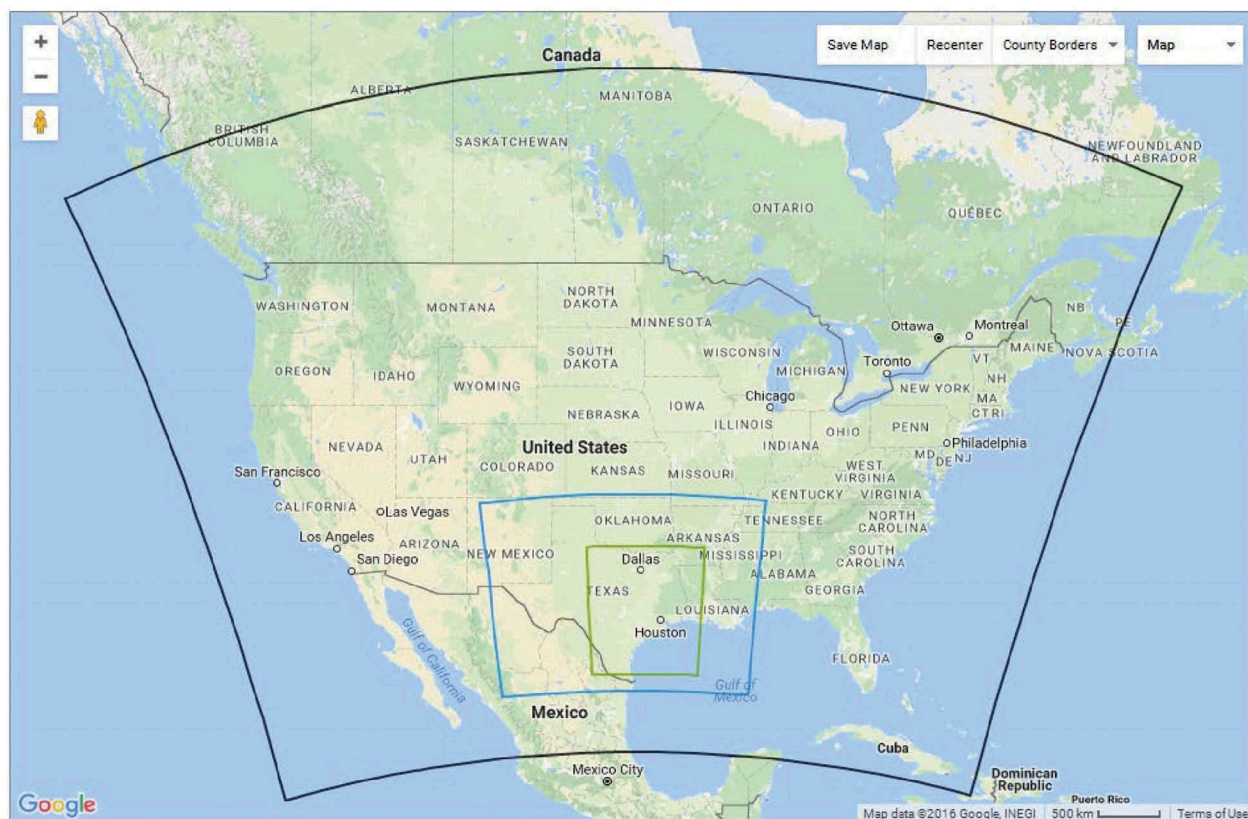 +
−
Save Map
Recenter
County Borders
Map
Canada
ALBERTA
MANITOBA
BRITISH
COLUMBIA
SASKATCHEWAN
NEWFOUNDLAND
AND LABRADOR
ONTARIO
QUÉBEC
WASHINGTON
MONTANA
NORTH
DAKOTA
MINNESOTA
Ottawa
Montreal
NB
PE
NOVA SCOTIA
MAINE
VT
NH
Toronto
OREGON
IDAHO
WYOMING
SOUTH
DAKOTA
WISCONSIN
MICHIGAN
NEW YORK
MA
CT RI
Chicago
IOWA
NEBRASKA
ILLINOIS
INDIANA
OHIO
PENN
Philadelphia
MD
DE
NJ
NEVADA
UTAH
COLORADO
United States
KANSAS
MISSOURI
WEST
VIRGINIA
KENTUCKY
VIRGINIA
San Francisco
CALIFORNIA
Las Vegas
Los Angeles
San Diego
ARIZONA
NEW MEXICO
OKLAHOMA
ARKANSAS
TENNESSEE
NORTH
CAROLINA
MISSISSIPPI
SOUTH
CAROLINA
ALABAMA
GEORGIA
Dallas
TEXAS
LOUISIANA
Houston
FLORIDA
Gulf of
California
Gulf of
Mexico
Mexico
Mexico City
Cuba
Dominican
Republic
Puerto Rico
Google
Map data ©2016 Google, INEGI
500 km
Terms of Use